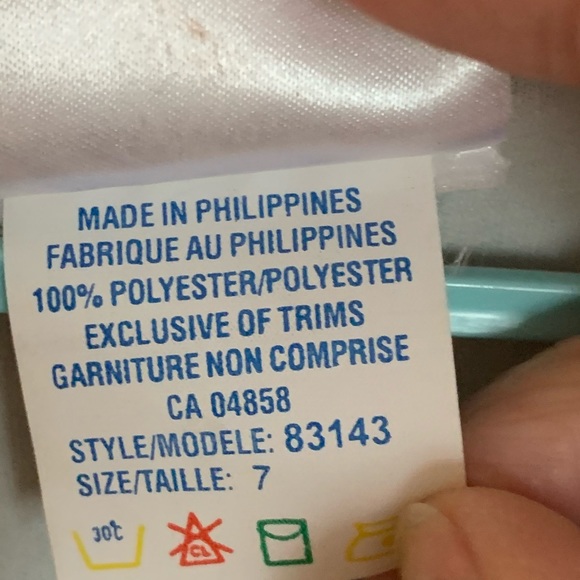 MADE IN PHILIPPINES
FABRIQUE AU PHILIPPINES
100% POLYESTER/POLYESTER
EXCLUSIVE OF TRIMS
GARNITURE NON COMPRISE
CA 04858
STYLE/MODELE: 83143
SIZE/TAILLE: 7
30℃ CL